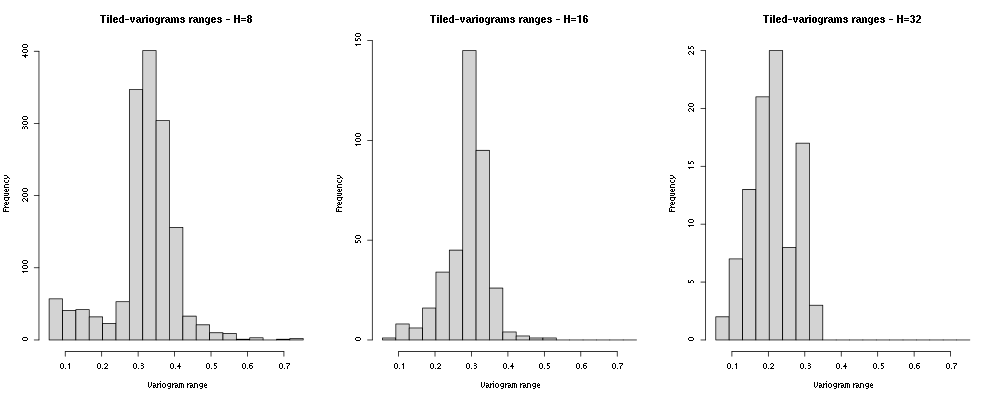 Tiled-variograms ranges - H=8
Frequency
0
100
200
300
400
0.1 0.2 0.3 0.4 0.5 0.6 0.7
Variogram range
Tiled-variograms ranges - H=16
Frequency
0
50
100
150
0.1 0.2 0.3 0.4 0.5 0.6 0.7
Variogram range
Tiled-variograms ranges - H=32
Frequency
0
5
10
15
20
25
0.1 0.2 0.3 0.4 0.5 0.6 0.7
Variogram range